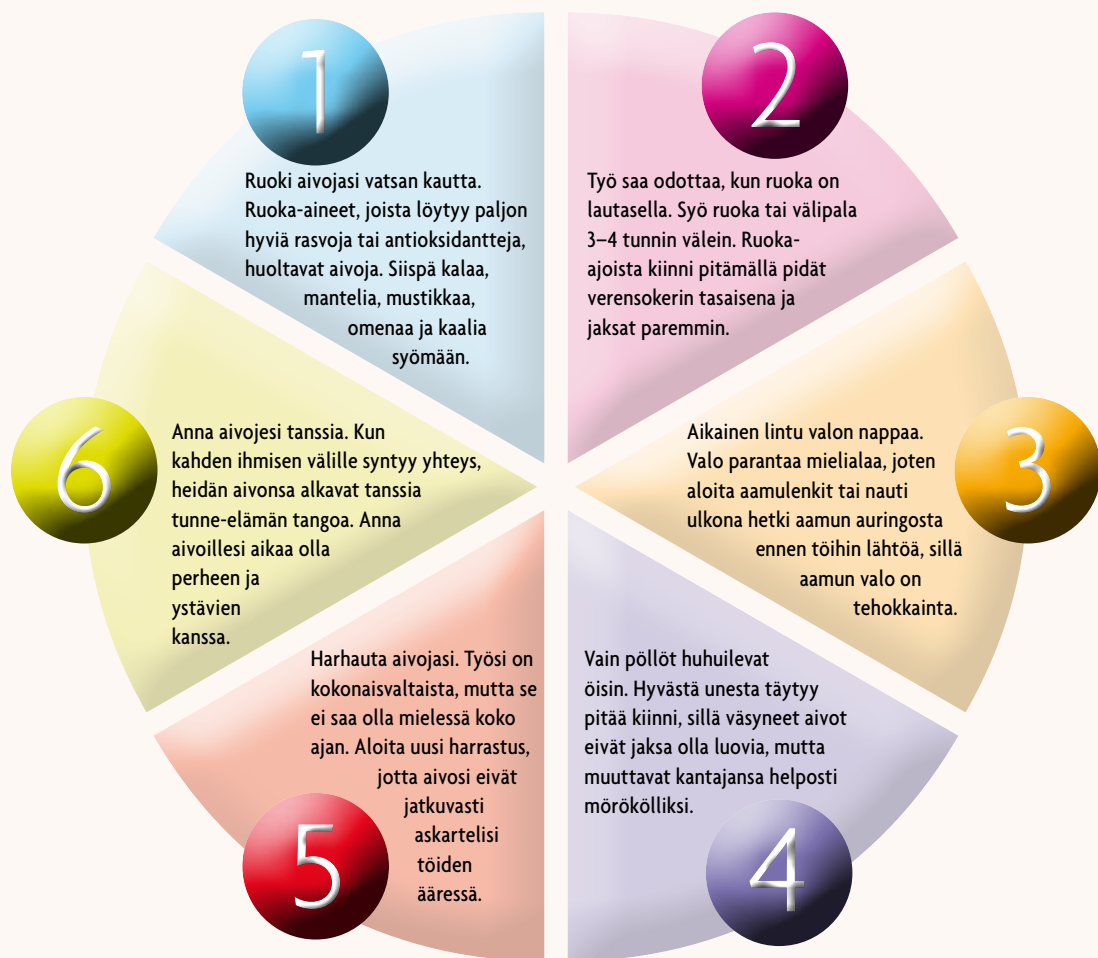 1
Ruoki aivojasi vatsan kautta.
Ruoka-aineet, joista löytyy paljon
hyviä rasvoja tai antioksidantteja,
huoltavat aivoja. Siispä kalaa,
mantelia, mustikkaa,
omenaa ja kaalia
syömään.
2
Työ saa odottaa, kun ruoka on
lautasella. Syö ruoka tai välipala
3–4 tunnin välein. Ruoka-
ajoista kiinni pitämällä pidät
verensokerin tasaisena ja
jaksat paremmin.
3
Aikainen lintu valon nappaa.
Valo parantaa mielialaa, joten
aloita aamulenkit tai nauti
ulkona hetki aamun auringosta
ennen töihin lähtöä, sillä
aamun valo on
tehokkainta.
4
Vain pöllöt huhuilevat
öisin. Hyvästä unesta täytyy
pitää kiinni, sillä väsyneet aivot
eivät jaksa olla luovia, mutta
muuttavat kantajansa helposti
mörökölliksi.
5
Harhauta aivojasi. Työsi on
kokonaisvaltaista, mutta se
ei saa olla mielessä koko
ajan. Aloita uusi harrastus,
jotta aivosi eivät
jatkuvasti
askartelisi
töiden
ääressä.
6
Anna aivojesi tanssia. Kun
kahden ihmisen välille syntyy yhteys,
heidän aivonsa alkavat tanssia
tunne-elämän tangoa. Anna
aivoillesi aikaa olla
perheen ja
ystävien
kanssa.